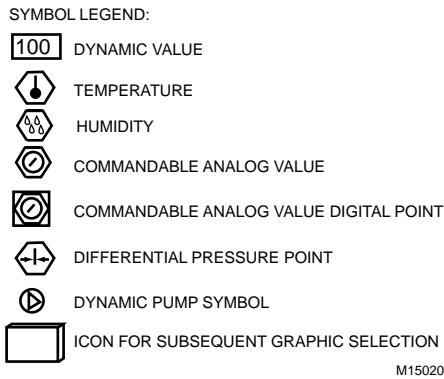 SYMBOL LEGEND:
100 DYNAMIC VALUE
TEMPERATURE
HUMIDITY
COMMANDABLE ANALOG VALUE
COMMANDABLE ANALOG VALUE DIGITAL POINT
DIFFERENTIAL PRESSURE POINT
DYNAMIC PUMP SYMBOL
ICON FOR SUBSEQUENT GRAPHIC SELECTION
M15020